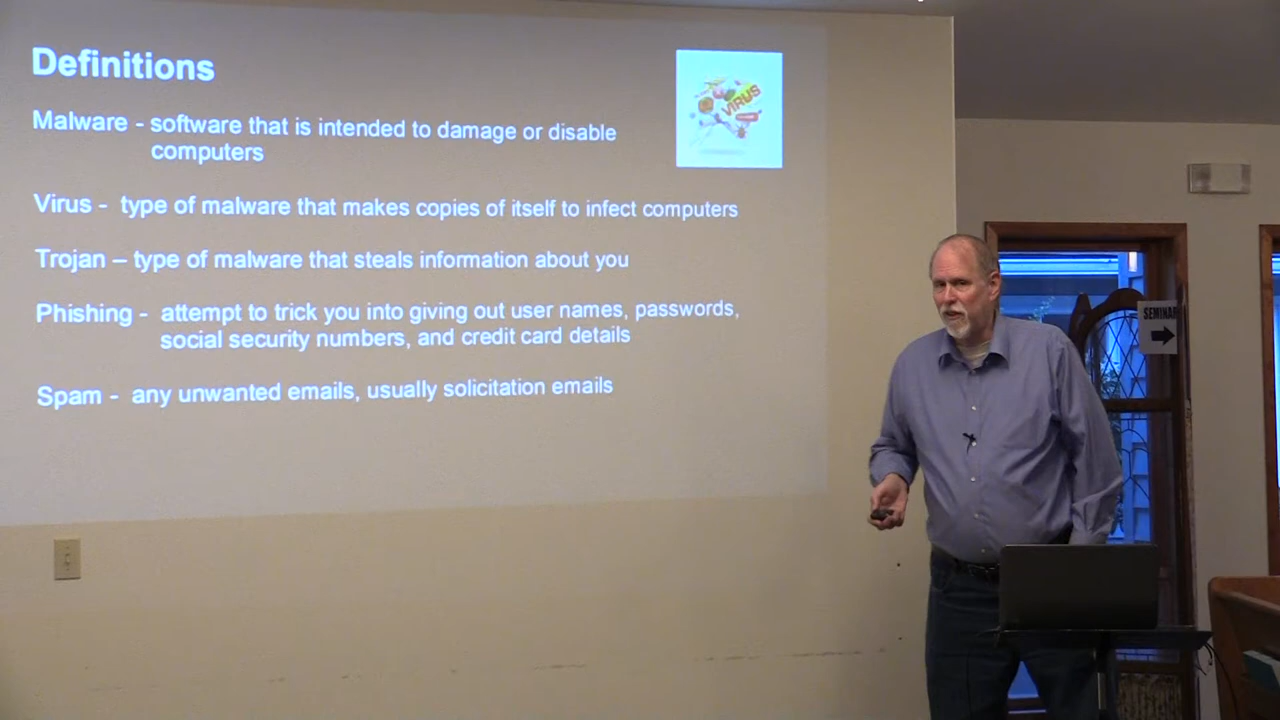 Definitions
Malware - software that is intended to damage or disable
computers
Virus - type of malware that makes copies of itself to infect computers
Trojan – type of malware that steals information about you
Phishing - attempt to trick you into giving out user names, passwords,
social security numbers, and credit card details
Spam - any unwanted emails, usually solicitation emails
VIRUS
SEMINAR